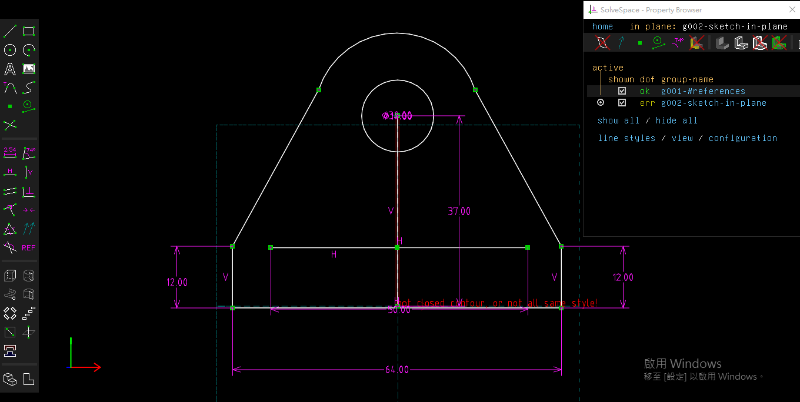 SolveSpace - Property Browser
home in plane: g002-sketch-in-plane
active
shown dof group-name
ok g001-#references
err g002-sketch-in-plane
show all / hide all
line styles / view / configuration
37.00
V
H
H
V
V
12.00
12.00
not closed contour, or not all same style!
50.00
64.00
啟用 Windows
移至 [設定] 以啟用 Windows。